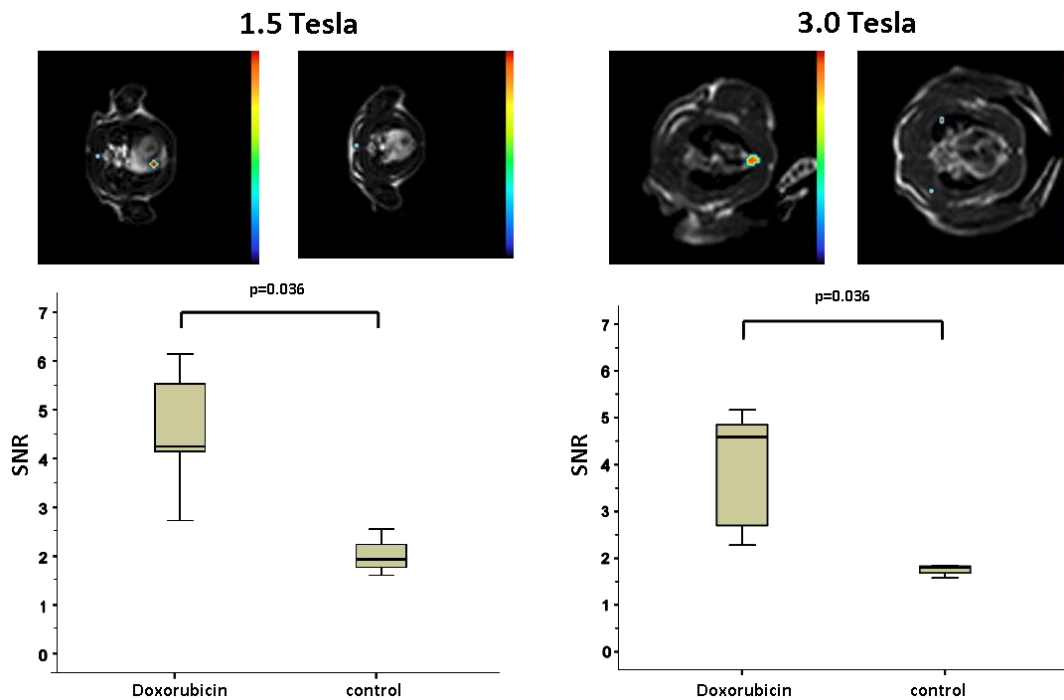 1.5 Tesla
3.0 Tesla
p=0.036
7
6
5
4
3
2
1
0
SNR
Doxorubicin
control
p=0.036
7
6
5
4
3
2
1
0
SNR
Doxorubicin
control